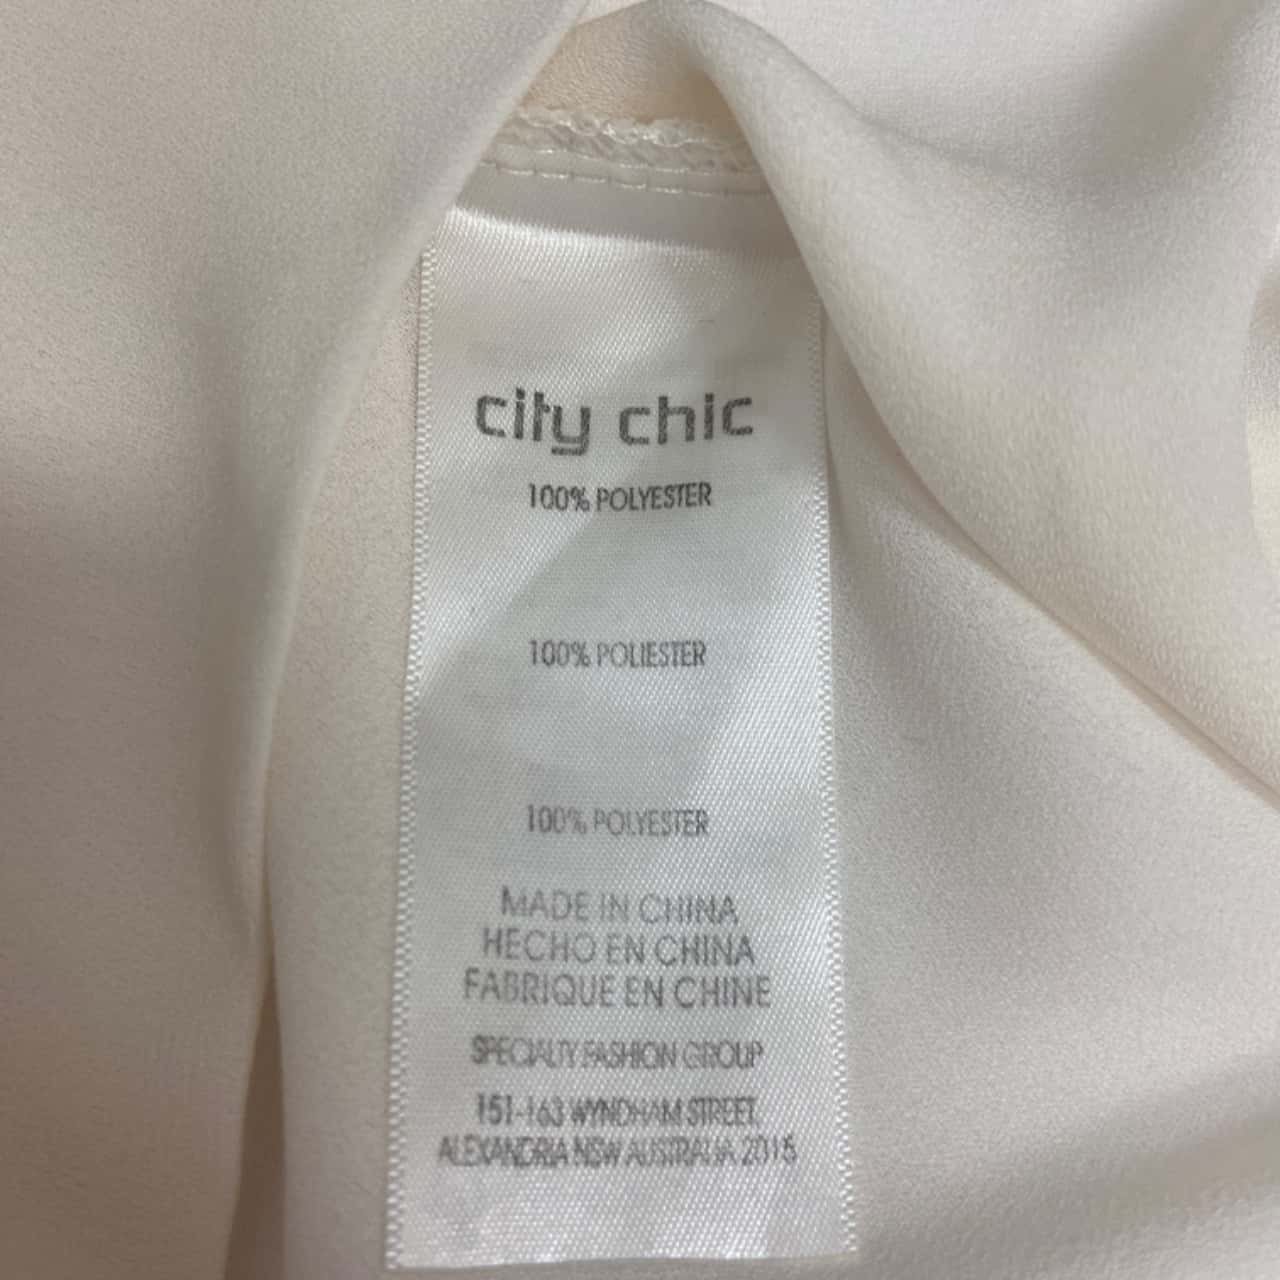 city chic
100% POLYESTER
100% POLIESTER
100% POLYESTER
MADE IN CHINA
HECHO EN CHINA
FABRIQUE EN CHINE
SPECIALTY FASHION GROUP
151-163 WYNDHAM STREET,
ALEXANDRIA NSW AUSTRALIA 2015